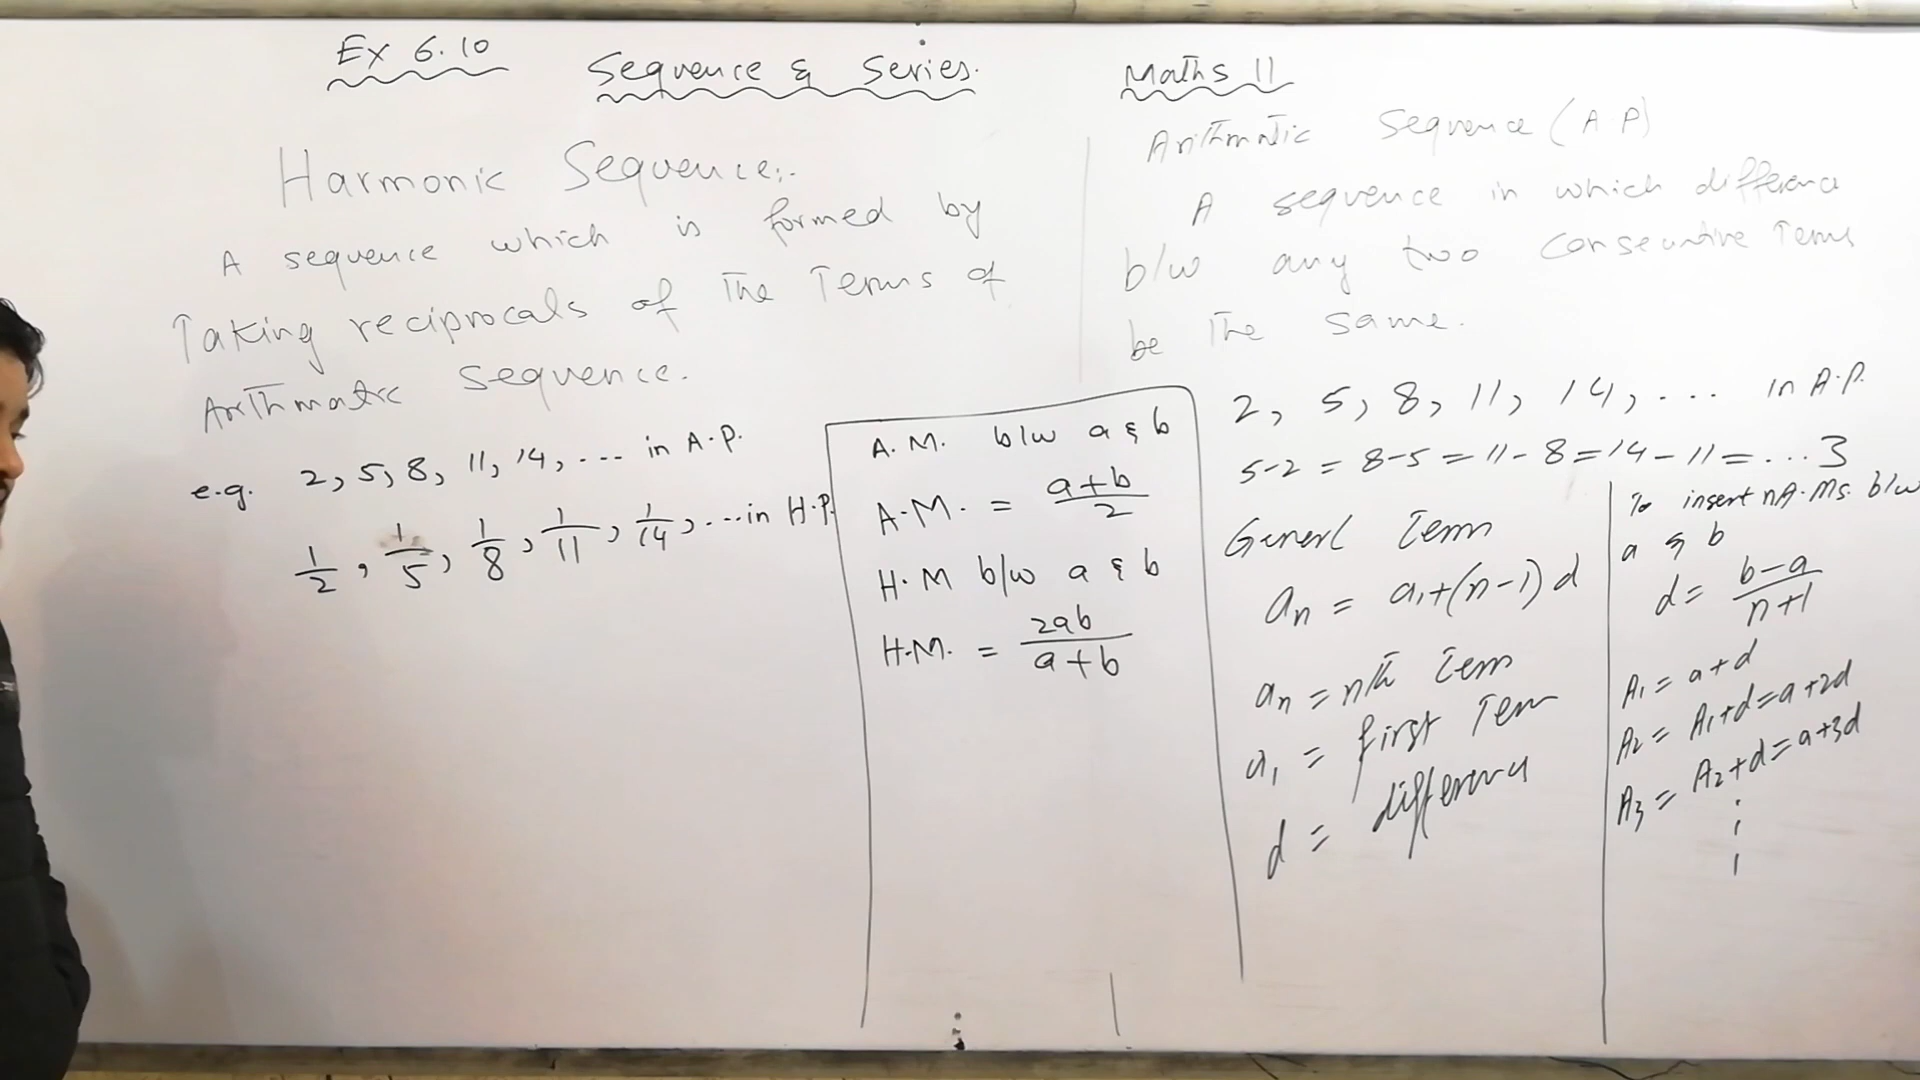 Ex 6.10
Sequence & Series.
Maths 11
Harmonic Sequence:.
A sequence which is formed by
Taking reciprocals of The Terms of
Arithmatic Sequence.
e.g. 2, 5, 8, 11, 14, ... in A.P.
1/2, 1/5, 1/8, 1/11, 1/14, ... in H.P.
A.M. b/w a & b
A.M. = a+b/2
H.M b/w a & b
H.M. = 2ab/a+b
Arithmatic Sequence (A.P)
A sequence in which difference
b/w any two Consecutive Terms
be The same.
2, 5, 8, 11, 14, ... in A.P.
5-2 = 8-5 = 11-8 = 14-11 = ... 3
Generl Term
an = a1+(n-1)d
an = nth Term
a1 = first Term
d = difference
To insert n A.Ms. b/w
a & b
d = b-a/n+1
A1 = a+d
A2 = A1+d = a+2d
A3 = A2+d = a+3d